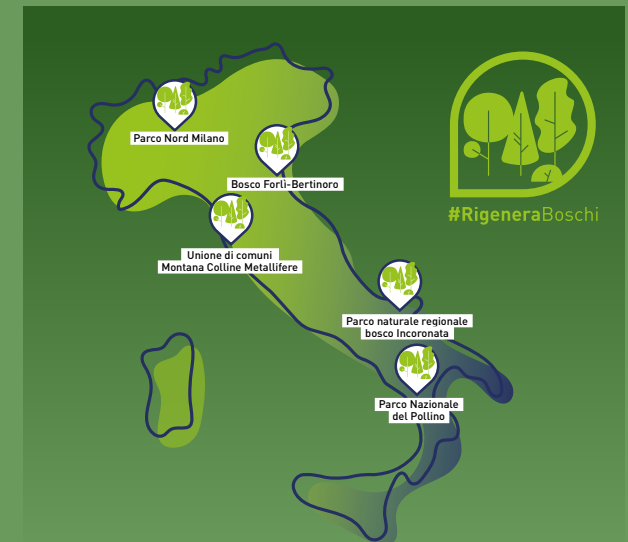 Parco Nord Milano
Bosco Forlì-Bertinoro
#RigeneraBoschi
Unione di comuni
Montana Colline Metallifere
Parco naturale regionale
bosco Incoronata
Parco Nazionale
del Pollino